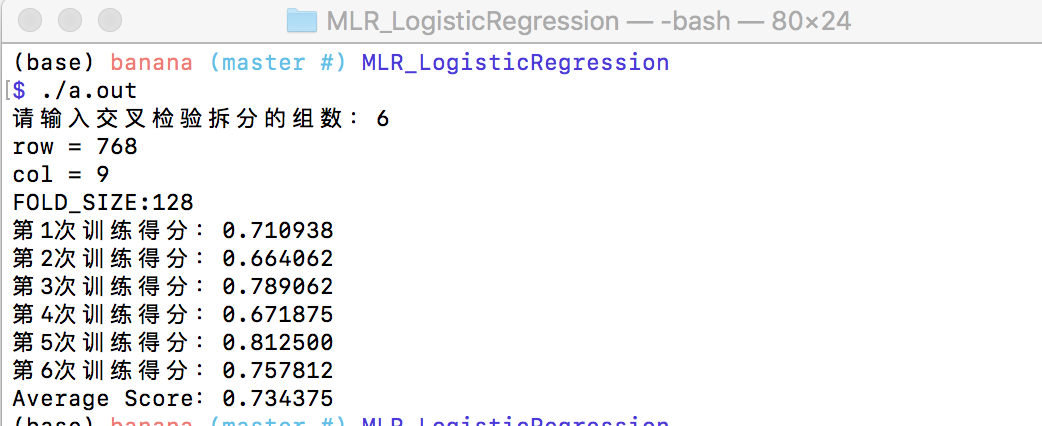 MLR_LogisticRegression — -bash — 80×24
(base) banana (master #) MLR_LogisticRegression
[$ ./a.out
请输入交叉检验拆分的组数：6
row = 768
col = 9
FOLD_SIZE:128
第1次训练得分：0.710938
第2次训练得分：0.664062
第3次训练得分：0.789062
第4次训练得分：0.671875
第5次训练得分：0.812500
第6次训练得分：0.757812
Average Score：0.734375
(base) banana (master #) MLR_LogisticRegression